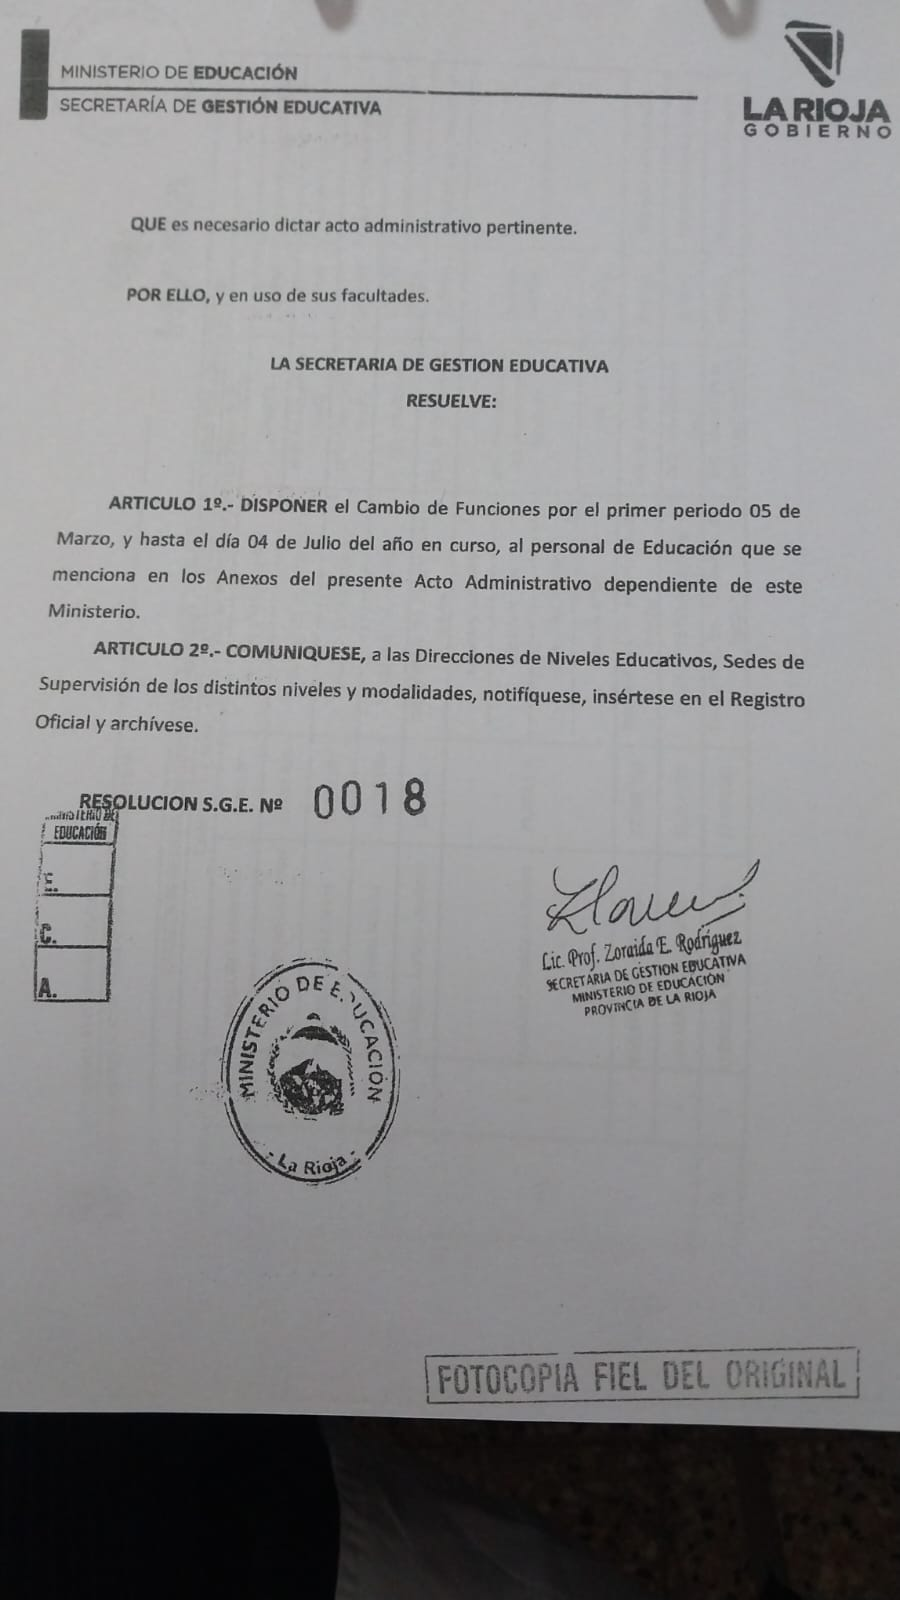 MINISTERIO DE EDUCACIÓN
SECRETARÍA DE GESTIÓN EDUCATIVA
LA RIOJA
GOBIERNO
QUE es necesario dictar acto administrativo pertinente.
POR ELLO, y en uso de sus facultades.
LA SECRETARIA DE GESTION EDUCATIVA
RESUELVE:
ARTICULO 1º.- DISPONER el Cambio de Funciones por el primer periodo 05 de
Marzo, y hasta el día 04 de Julio del año en curso, al personal de Educación que se
menciona en los Anexos del presente Acto Administrativo dependiente de este
Ministerio.
ARTICULO 2º.- COMUNIQUESE, a las Direcciones de Niveles Educativos, Sedes de
Supervisión de los distintos niveles y modalidades, notifíquese, insértese en el Registro
Oficial y archívese.
RESOLUCION S.G.E. Nº 0018
MINISTERIO DE
EDUCACIÓN
E.
C.
A.
Lic. Prof. Zoraida E. Rodríguez
SECRETARIA DE GESTION EDUCATIVA
MINISTERIO DE EDUCACIÓN
PROVINCIA DE LA RIOJA
MINISTERIO DE EDUCACIÓN
- La Rioja -
FOTOCOPIA FIEL DEL ORIGINAL